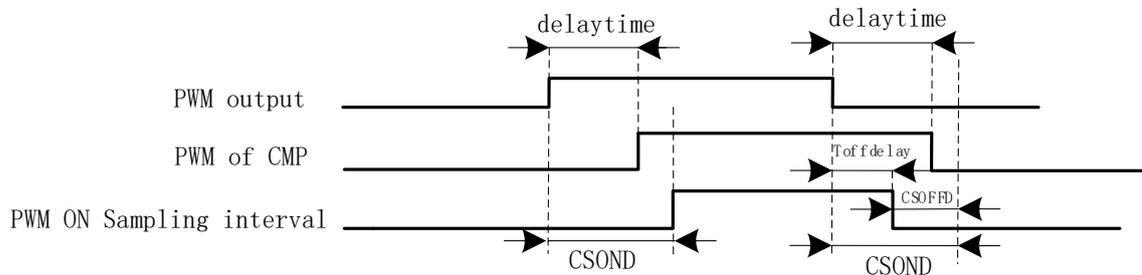 delaytime
delaytime
PWM output
PWM of CMP
Toffdelay
PWM ON Sampling interval
CSOFFD
CSOND
CSOND